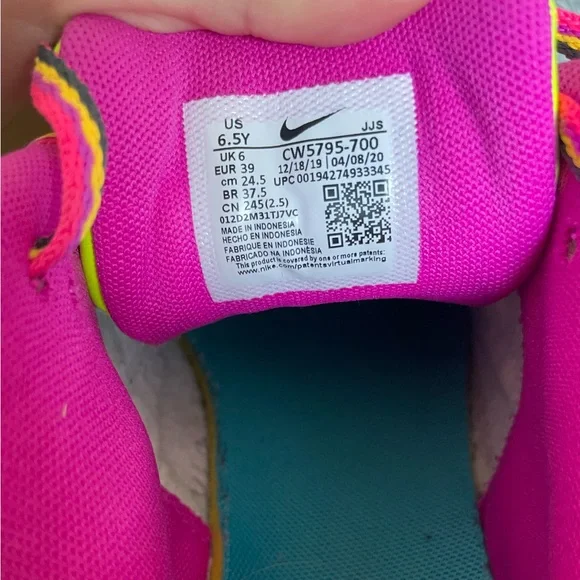 US JJS
6.5Y CW5795-700
UK 6 12/18/19 04/08/20
EUR 39 UPC 00194274933345
cm 24.5
BR 37.5
CN 245(2.5)
012D2M31TJ7VC
MADE IN INDONESIA
HECHO EN INDONESIA
FABRIQUE EN INDONESIE
FABRICADO NA INDONÉSIA
This product is covered by one or more patents:
www.nike.com/patentsvirtualmarking